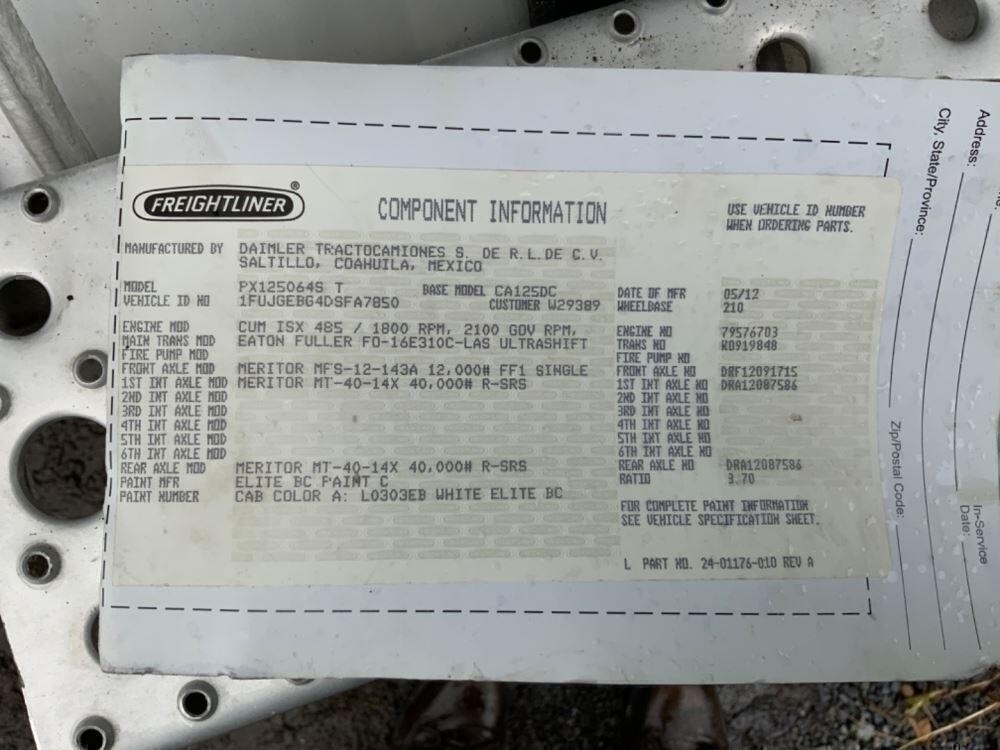 FREIGHTLINER®
COMPONENT INFORMATION
USE VEHICLE ID NUMBER
WHEN ORDERING PARTS.
MANUFACTURED BY DAIMLER TRACTOCAMIONES S. DE R.L.DE C.V.
SALTILLO, COAHUILA, MEXICO
MODEL PX125064S T BASE MODEL CA125DC
VEHICLE ID NO 1FUJGEBG4DSFA7850 CUSTOMER W29389
DATE OF MFR 05/12
WHEELBASE 210
ENGINE MOD CUM ISX 485 / 1800 RPM, 2100 GOV RPM,
MAIN TRANS MOD EATON FULLER FO-16E310C-LAS ULTRASHIFT
FIRE PUMP MOD
FRONT AXLE MOD MERITOR MFS-12-143A 12,000# FF1 SINGLE
1ST INT AXLE MOD MERITOR MT-40-14X 40,000# R-SRS
2ND INT AXLE MOD
3RD INT AXLE MOD
4TH INT AXLE MOD
5TH INT AXLE MOD
6TH INT AXLE MOD
REAR AXLE MOD MERITOR MT-40-14X 40,000# R-SRS
PAINT MFR ELITE BC PAINT C
PAINT NUMBER CAB COLOR A: L0303EB WHITE ELITE BC
ENGINE NO 79576703
TRANS NO K0919848
FIRE PUMP NO
FRONT AXLE NO DRF12091715
1ST INT AXLE NO DRA12087586
2ND INT AXLE NO
3RD INT AXLE NO
4TH INT AXLE NO
5TH INT AXLE NO
6TH INT AXLE NO
REAR AXLE NO DRA12087586
RATIO 3.70
FOR COMPLETE PAINT INFORMATION
SEE VEHICLE SPECIFICATION SHEET.
L PART NO. 24-01176-010 REV A
Address:
City, State/Province:
Zip/Postal Code:
In-Service
Date: